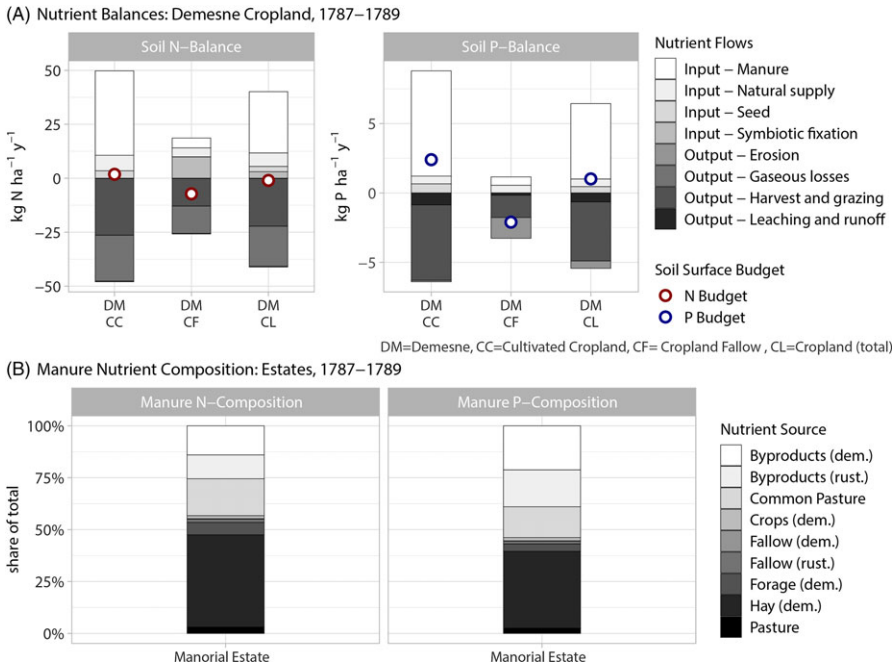 (A) Nutrient Balances: Demesne Cropland, 1787–1789
Soil N–Balance
Soil P–Balance
kg N ha⁻¹ y⁻¹
50
25
0
−25
−50
DM
CC
DM
CF
DM
CL
kg P ha⁻¹ y⁻¹
5
0
−5
DM
CC
DM
CF
DM
CL
Nutrient Flows
Input – Manure
Input – Natural supply
Input – Seed
Input – Symbiotic fixation
Output – Erosion
Output – Gaseous losses
Output – Harvest and grazing
Output – Leaching and runoff
Soil Surface Budget
N Budget
P Budget
DM=Demesne, CC=Cultivated Cropland, CF= Cropland Fallow , CL=Cropland (total)
(B) Manure Nutrient Composition: Estates, 1787–1789
Manure N–Composition
Manure P–Composition
share of total
100%
75%
50%
25%
0%
Manorial Estate
Manorial Estate
Nutrient Source
Byproducts (dem.)
Byproducts (rust.)
Common Pasture
Crops (dem.)
Fallow (dem.)
Fallow (rust.)
Forage (dem.)
Hay (dem.)
Pasture